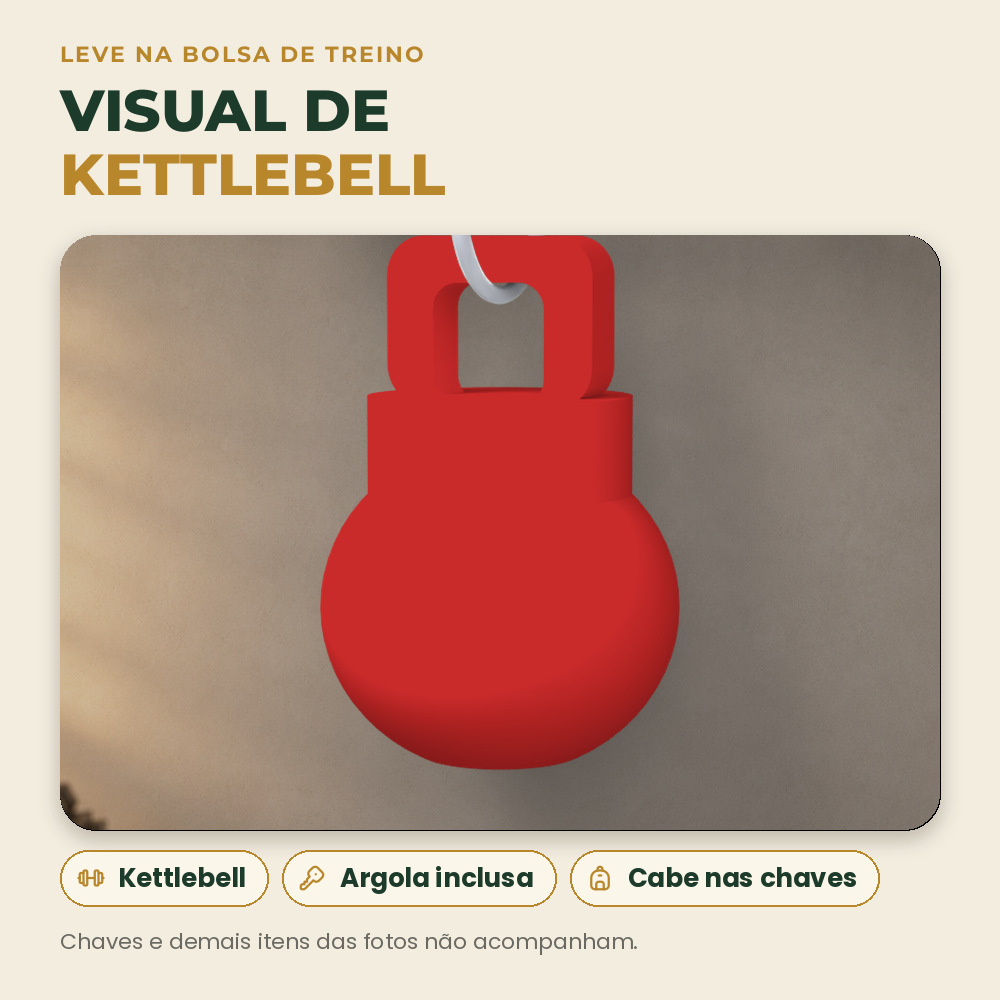 LEVE NA BOLSA DE TREINO
VISUAL DE
KETTLEBELL
Kettlebell
Argola inclusa
Cabe nas chaves
Chaves e demais itens das fotos não acompanham.